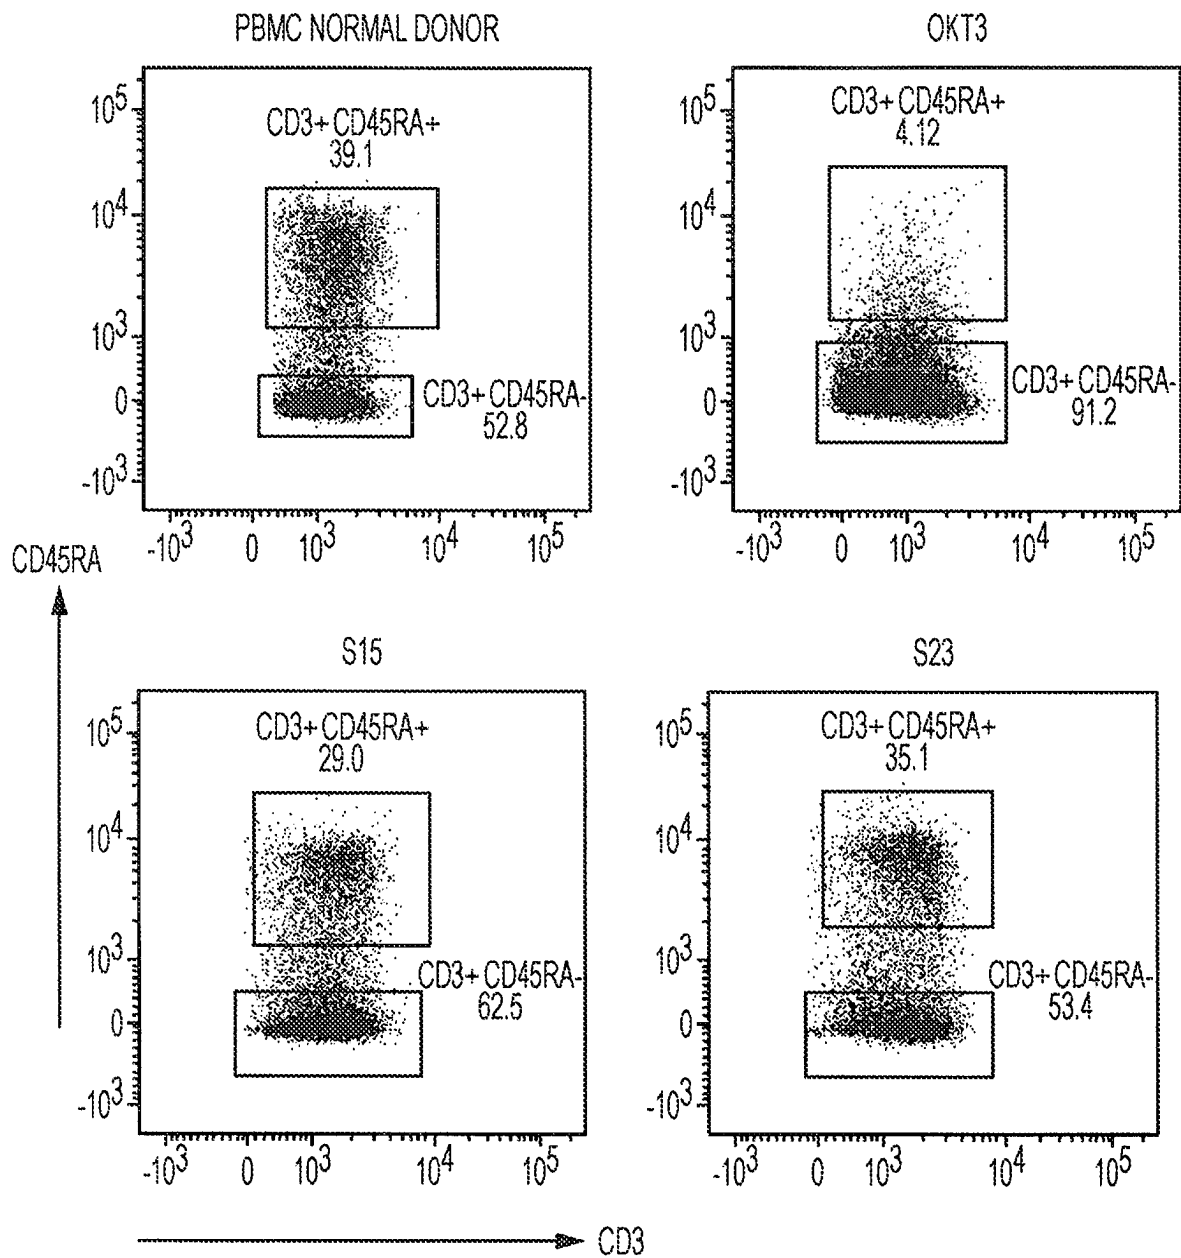 PBMC NORMAL DONOR
10^5
10^4
10^3
0
-10^3
CD3+ CD45RA+
39.1
CD3+ CD45RA-
52.8
-10^3 0 10^3 10^4 10^5
OKT3
10^5
10^4
10^3
0
-10^3
CD3+ CD45RA+
4.12
CD3+ CD45RA-
91.2
-10^3 0 10^3 10^4 10^5
CD45RA
S15
10^5
10^4
10^3
0
-10^3
CD3+ CD45RA+
29.0
CD3+ CD45RA-
62.5
-10^3 0 10^3 10^4 10^5
S23
10^5
10^4
10^3
0
-10^3
CD3+ CD45RA+
35.1
CD3+ CD45RA-
53.4
-10^3 0 10^3 10^4 10^5
CD3